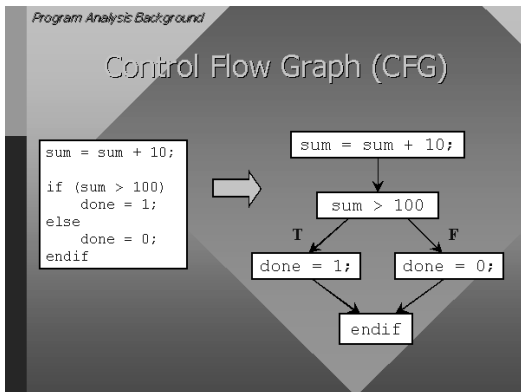 Program Analysis Background
Control Flow Graph (CFG)
sum = sum + 10;
if (sum > 100)
done = 1;
else
done = 0;
endif
sum = sum + 10;
sum > 100
T
F
done = 1;
done = 0;
endif